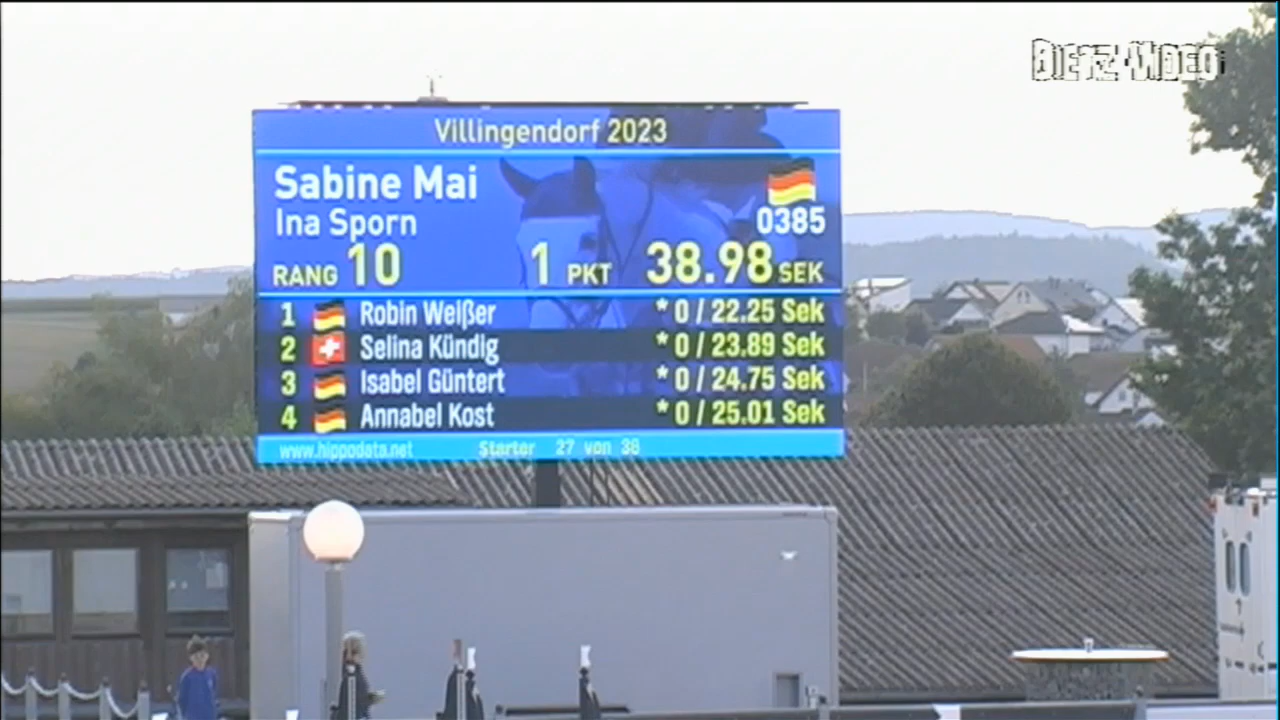 DIETZ-VIDEO
Villingendorf 2023
Sabine Mai
Ina Sporn
0385
RANG 10 1 PKT 38.98 SEK
1 Robin Weißer * 0 / 22.25 Sek
2 Selina Kündig * 0 / 23.89 Sek
3 Isabel Güntert * 0 / 24.75 Sek
4 Annabel Kost * 0 / 25.01 Sek
www.hippodata.net Starter 27 von 38